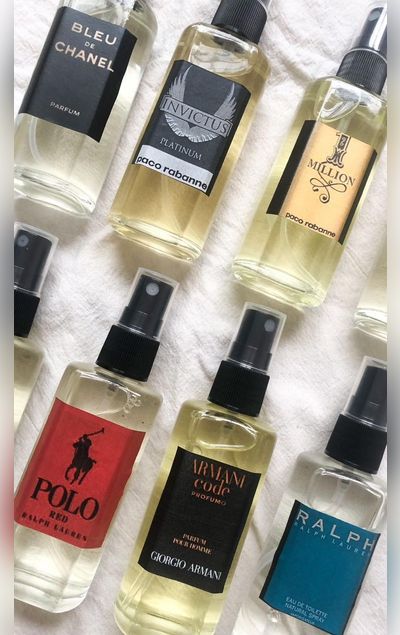 BLEU
DE
CHANEL
PARFUM
INVICTUS
PLATINUM
paco rabanne
1
MILLION
paco rabanne
POLO
RED
RALPH LAUREN
ARMANI
code
PROFUMO
PARFUM
POUR HOMME
GIORGIO ARMANI
RALPH
RALPH LAUREN
EAU DE TOILETTE
NATURAL SPRAY